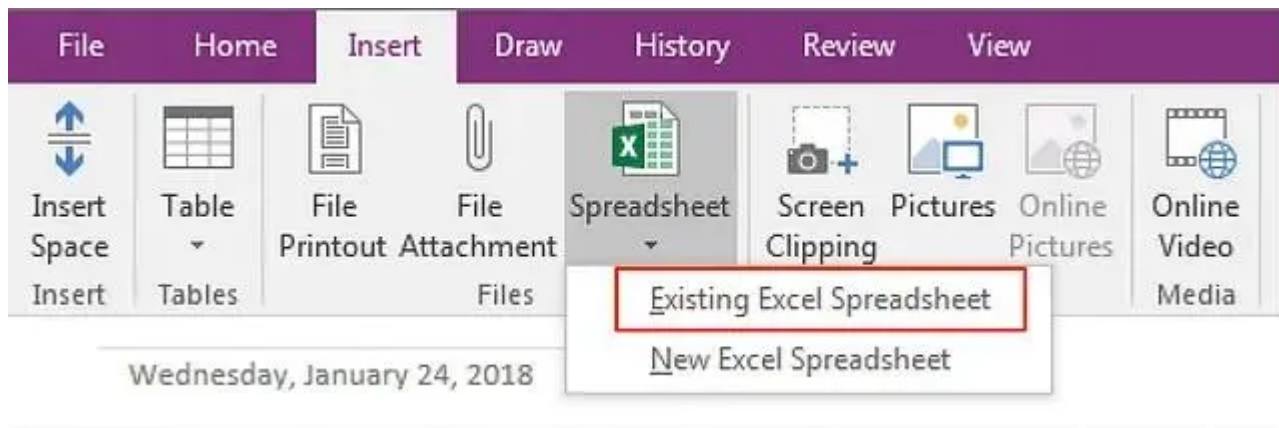 File Home Insert Draw History Review View
Insert Table File File Spreadsheet Screen Pictures Online Online
Space Printout Attachment Clipping Pictures Video
Insert Tables Files Media
Existing Excel Spreadsheet
New Excel Spreadsheet
Wednesday, January 24, 2018